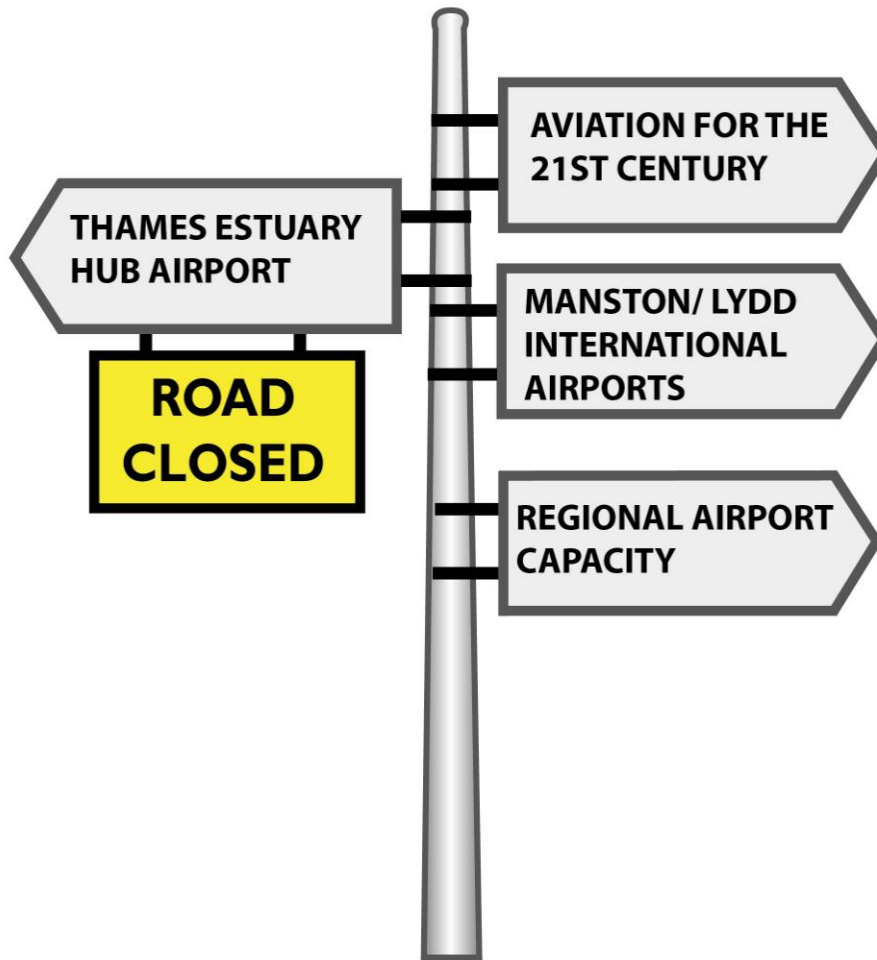 AVIATION FOR THE
21ST CENTURY
THAMES ESTUARY
HUB AIRPORT
ROAD
CLOSED
MANSTON/ LYDD
INTERNATIONAL
AIRPORTS
REGIONAL AIRPORT
CAPACITY